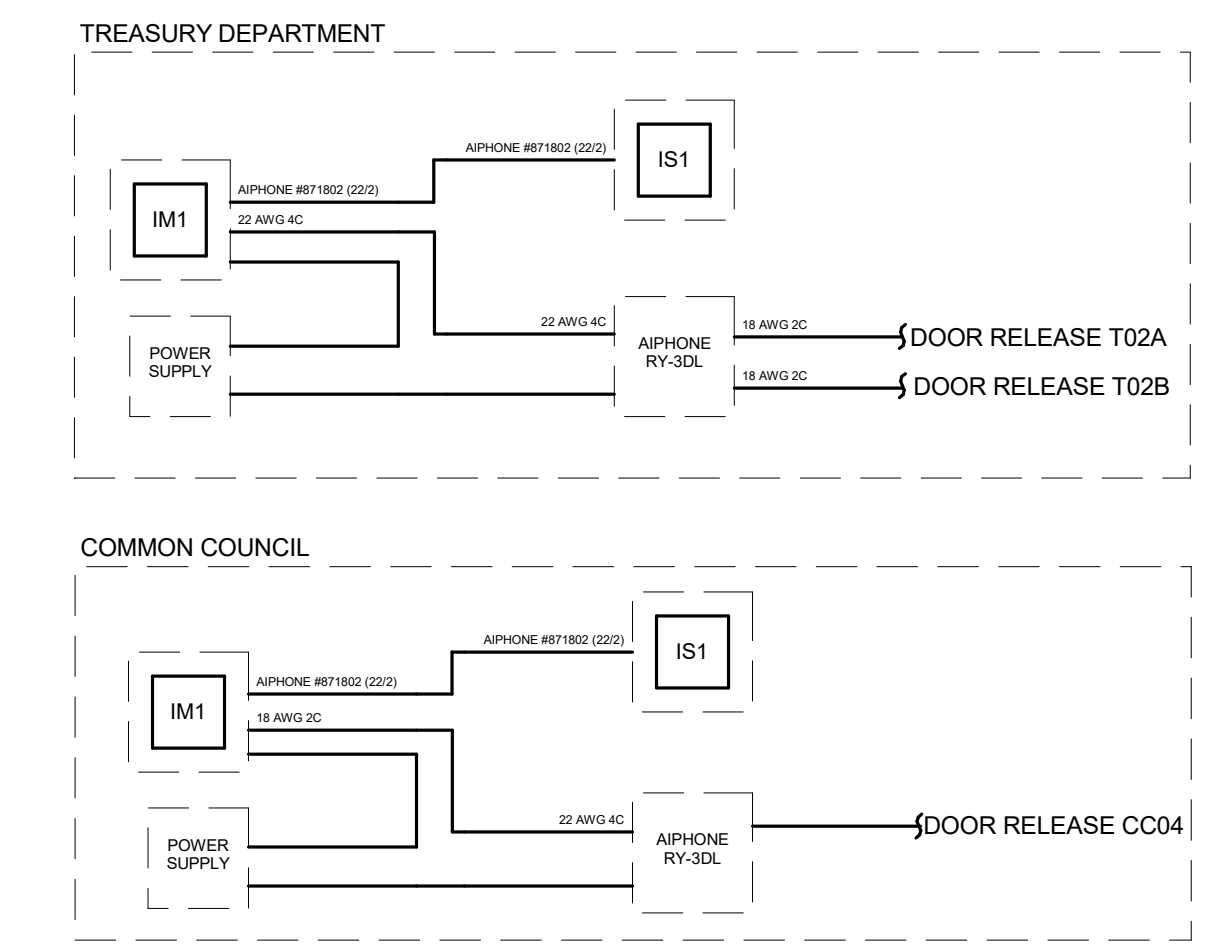 TREASURY DEPARTMENT
AIPHONE #871802 (22/2)
IS1
AIPHONE #871802 (22/2)
IM1
22 AWG 4C
22 AWG 4C
18 AWG 2C
DOOR RELEASE T02A
AIPHONE
RY-3DL
POWER
SUPPLY
18 AWG 2C
DOOR RELEASE T02B
COMMON COUNCIL
AIPHONE #871802 (22/2)
IS1
AIPHONE #871802 (22/2)
IM1
18 AWG 2C
22 AWG 4C
DOOR RELEASE CC04
AIPHONE
RY-3DL
POWER
SUPPLY